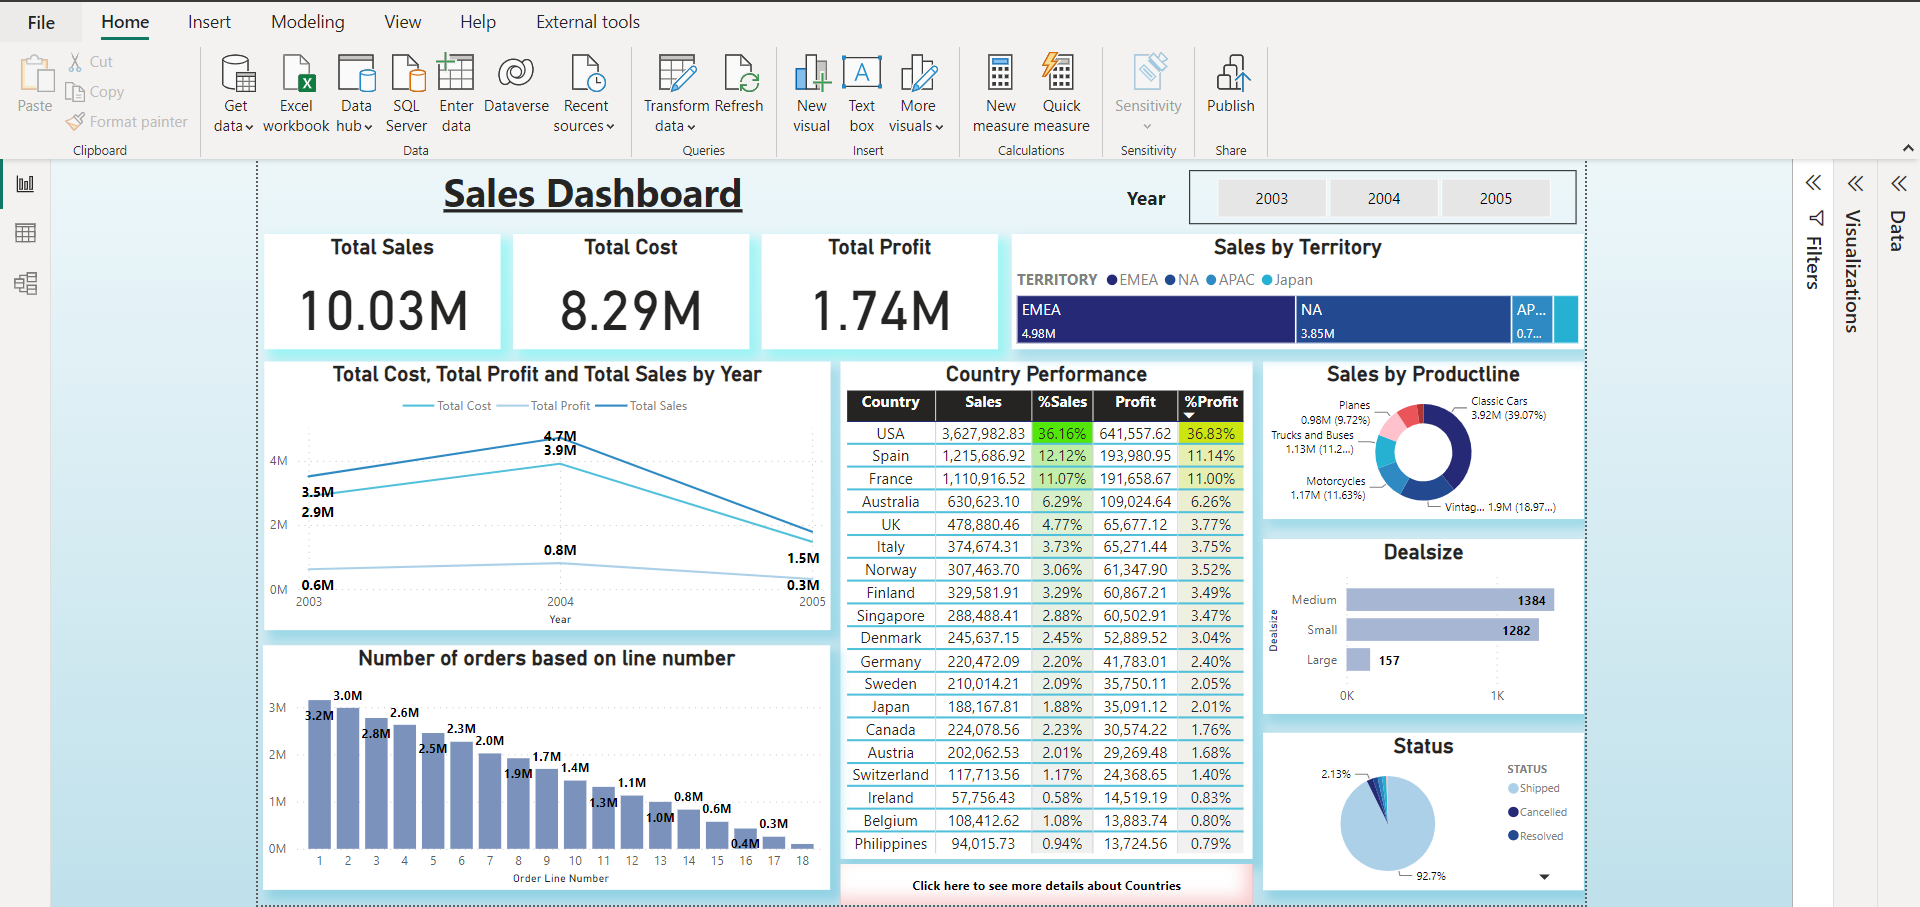 File Home Insert Modeling View Help External tools
Paste
Cut
Copy
Format painter
Clipboard
Get data
Excel workbook
Data hub
SQL Server
Enter data
Dataverse
Recent sources
Data
Transform data
Refresh
Queries
New visual
Text box
More visuals
Insert
New measure
Quick measure
Calculations
Sensitivity
Sensitivity
Publish
Share
Sales Dashboard
Year
2003 2004 2005
Filters
Visualizations
Data
Total Sales
10.03M
Total Cost
8.29M
Total Profit
1.74M
Sales by Territory
TERRITORY EMEA NA APAC Japan
EMEA NA AP...
4.98M 3.85M 0.7...
Total Cost, Total Profit and Total Sales by Year
Total Cost Total Profit Total Sales
4M
2M
0M
4.7M
3.9M
3.5M
2.9M
0.8M
1.5M
0.6M
0.3M
2003 2004 2005
Year
Number of orders based on line number
3M
2M
1M
0M
3.2M 3.0M 2.8M 2.6M 2.5M 2.3M 2.0M 1.9M 1.7M 1.4M 1.3M 1.1M 1.0M 0.8M 0.6M 0.4M 0.3M
1 2 3 4 5 6 7 8 9 10 11 12 13 14 15 16 17 18
Order Line Number
Country Performance
Country Sales %Sales Profit %Profit
USA 3,627,982.83 36.16% 641,557.62 36.83%
Spain 1,215,686.92 12.12% 193,980.95 11.14%
France 1,110,916.52 11.07% 191,658.67 11.00%
Australia 630,623.10 6.29% 109,024.64 6.26%
UK 478,880.46 4.77% 65,677.12 3.77%
Italy 374,674.31 3.73% 65,271.44 3.75%
Norway 307,463.70 3.06% 61,347.90 3.52%
Finland 329,581.91 3.29% 60,867.21 3.49%
Singapore 288,488.41 2.88% 60,502.91 3.47%
Denmark 245,637.15 2.45% 52,889.52 3.04%
Germany 220,472.09 2.20% 41,783.01 2.40%
Sweden 210,014.21 2.09% 35,750.11 2.05%
Japan 188,167.81 1.88% 35,091.12 2.01%
Canada 224,078.56 2.23% 30,574.22 1.76%
Austria 202,062.53 2.01% 29,269.48 1.68%
Switzerland 117,713.56 1.17% 24,368.65 1.40%
Ireland 57,756.43 0.58% 14,519.19 0.83%
Belgium 108,412.62 1.08% 13,883.74 0.80%
Philippines 94,015.73 0.94% 13,724.56 0.79%
Click here to see more details about Countries
Sales by Productline
Planes
0.98M (9.72%)
Trucks and Buses
1.13M (11.2...)
Motorcycles
1.17M (11.63%)
Classic Cars
3.92M (39.07%)
Vintag... 1.9M (18.97...)
Dealsize
Dealsize
Medium 1384
Small 1282
Large 157
0K 1K
Status
2.13%
92.7%
STATUS
Shipped
Cancelled
Resolved